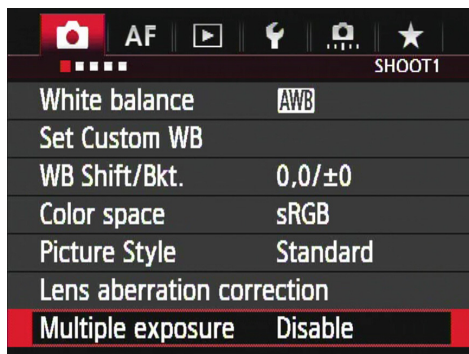 AF
SHOOT1
White balance AWB
Set Custom WB
WB Shift/Bkt. 0,0/±0
Color space sRGB
Picture Style Standard
Lens aberration correction
Multiple exposure Disable